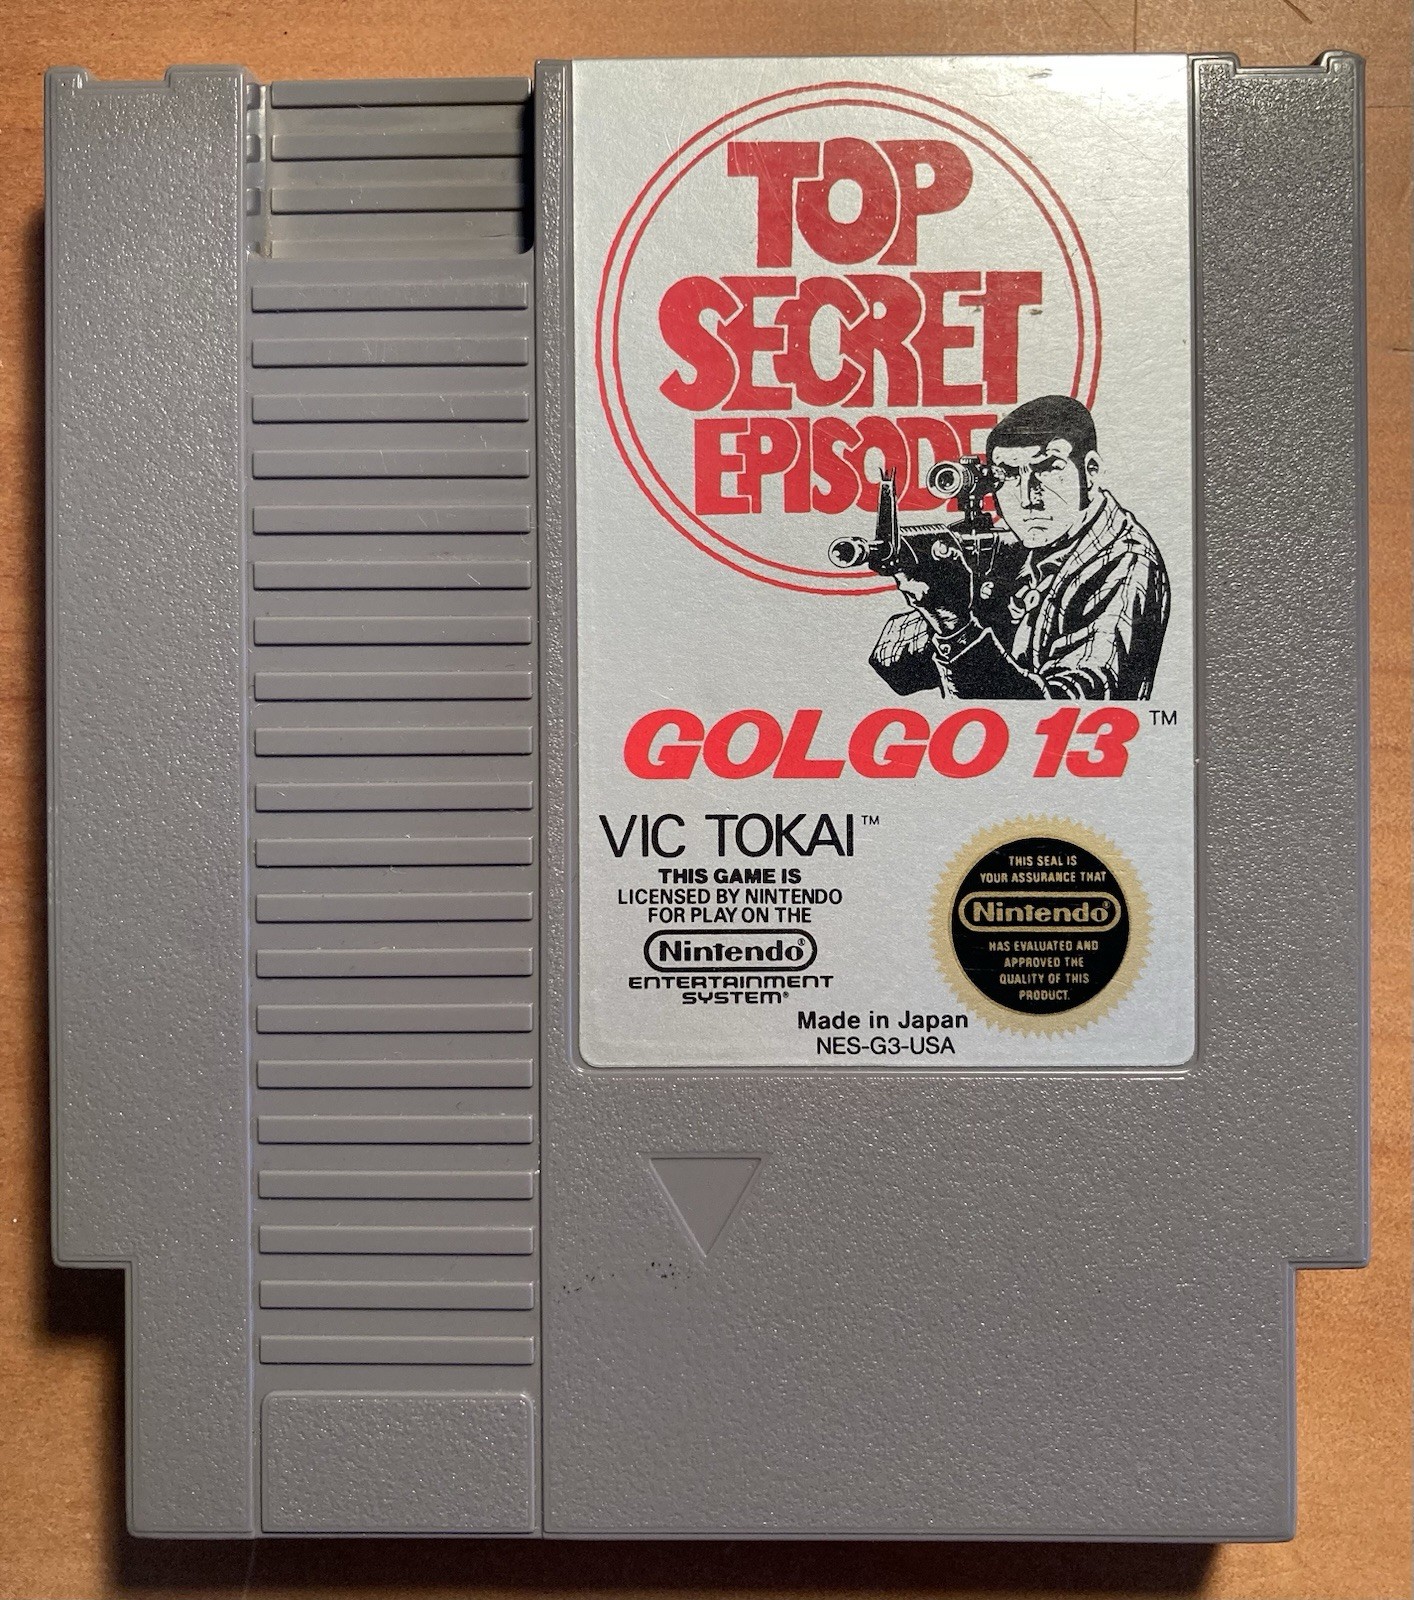 TOP
SECRET
EPISODE
GOLGO 13™
VIC TOKAI™
THIS GAME IS
LICENSED BY NINTENDO
FOR PLAY ON THE
Nintendo®
ENTERTAINMENT
SYSTEM®
THIS SEAL IS
YOUR ASSURANCE THAT
Nintendo®
HAS EVALUATED AND
APPROVED THE
QUALITY OF THIS
PRODUCT.
Made in Japan
NES-G3-USA